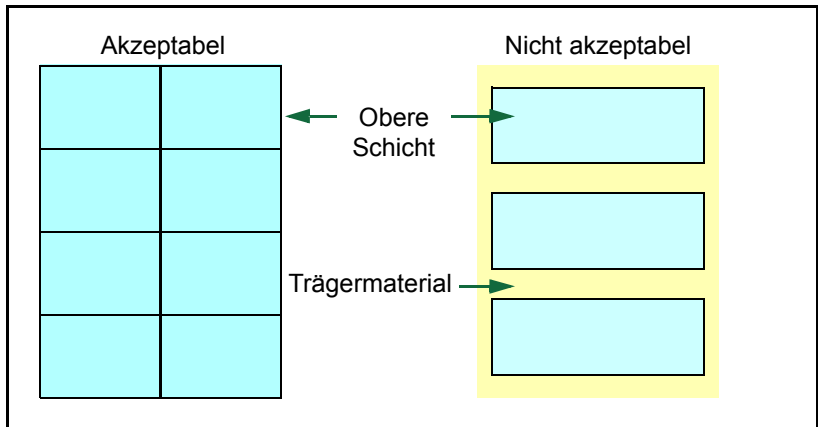 Akzeptabel
Nicht akzeptabel
Obere
Schicht
Trägermaterial